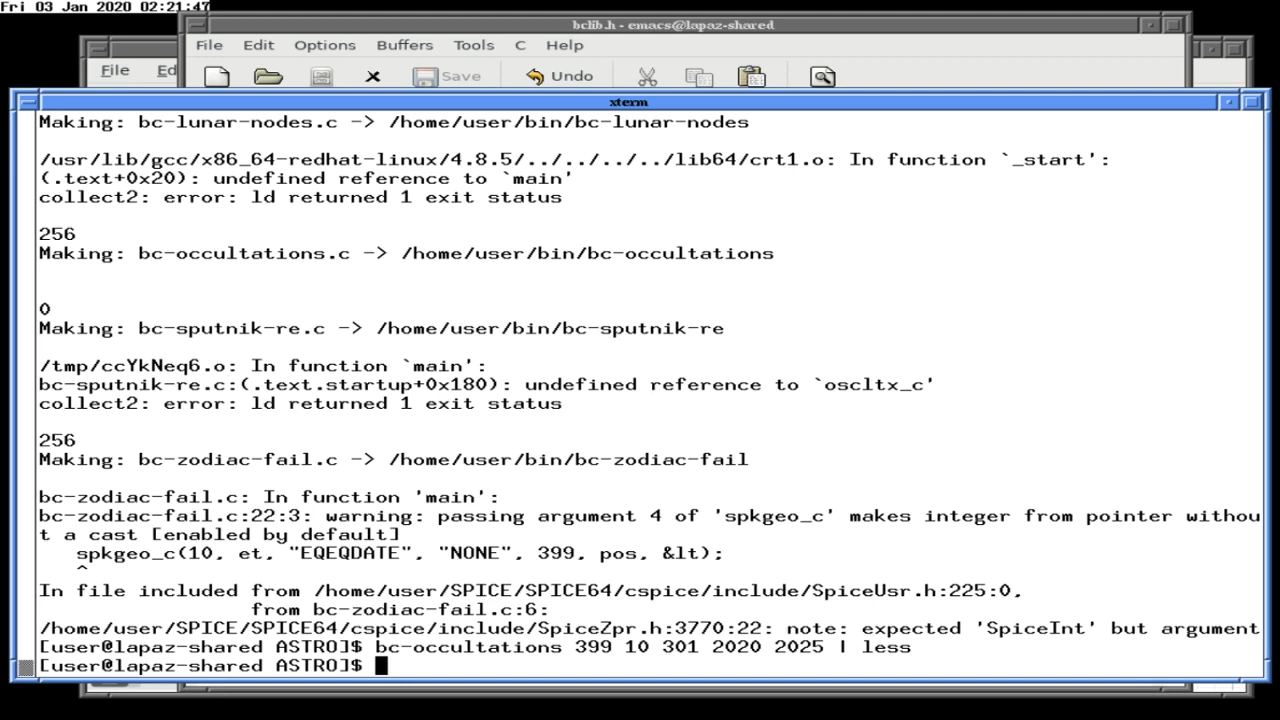 Fri 03 Jan 2020 02:21:47
bclib.h - emacs@lapaz-shared
File Edit Options Buffers Tools C Help
File Ed
Save Undo
xterm
Making: bc-lunar-nodes.c -> /home/user/bin/bc-lunar-nodes
/usr/lib/gcc/x86_64-redhat-linux/4.8.5/../../../../lib64/crt1.o: In function `_start':
(.text+0x20): undefined reference to `main'
collect2: error: ld returned 1 exit status
256
Making: bc-occultations.c -> /home/user/bin/bc-occultations
0
Making: bc-sputnik-re.c -> /home/user/bin/bc-sputnik-re
/tmp/ccYkNeq6.o: In function `main':
bc-sputnik-re.c:(.text.startup+0x180): undefined reference to `oscltx_c'
collect2: error: ld returned 1 exit status
256
Making: bc-zodiac-fail.c -> /home/user/bin/bc-zodiac-fail
bc-zodiac-fail.c: In function 'main':
bc-zodiac-fail.c:22:3: warning: passing argument 4 of 'spkgeo_c' makes integer from pointer withou
t a cast [enabled by default]
spkgeo_c(10, et, "EQEQDATE", "NONE", 399, pos, &lt);
^
In file included from /home/user/SPICE/SPICE64/cspice/include/SpiceUsr.h:225:0,
from bc-zodiac-fail.c:6:
/home/user/SPICE/SPICE64/cspice/include/SpiceZpr.h:3770:22: note: expected 'SpiceInt' but argument
[user@lapaz-shared ASTRO]$ bc-occultations 399 10 301 2020 2025 | less
[user@lapaz-shared ASTRO]$